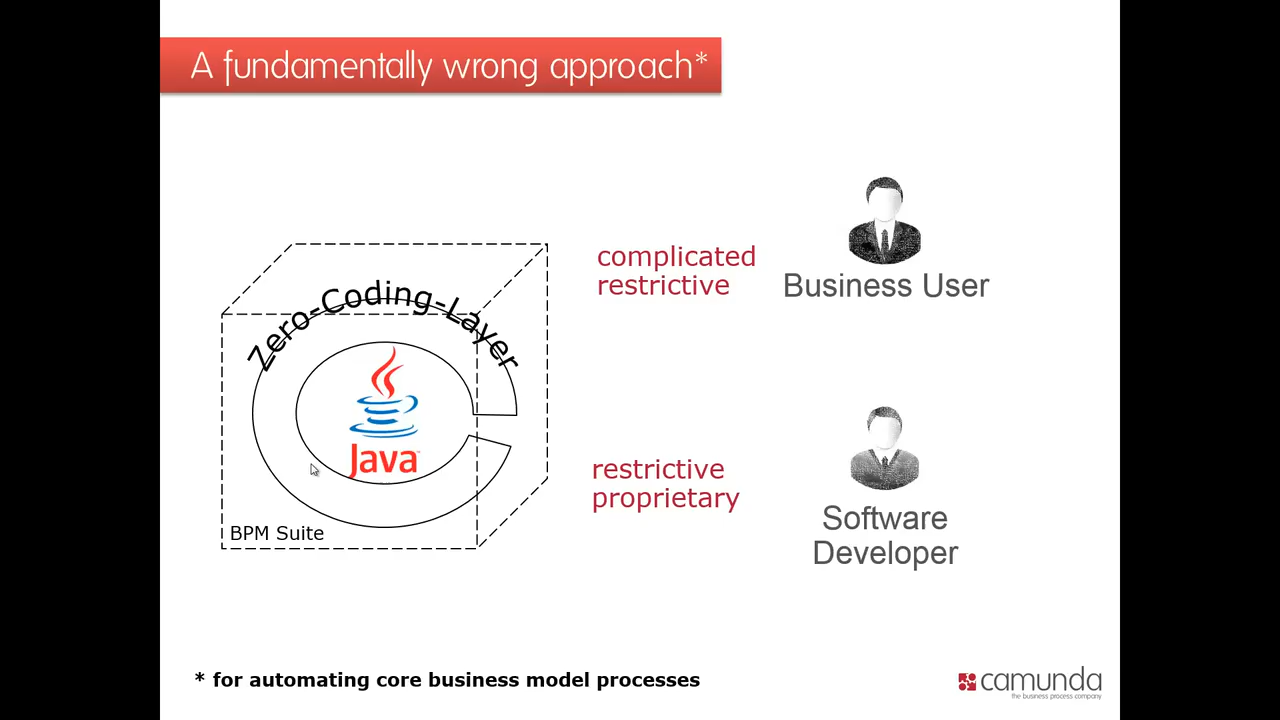 A fundamentally wrong approach*
complicated
restrictive
Business User
Zero-Coding-Layer
Java
restrictive
proprietary
BPM Suite
Software
Developer
* for automating core business model processes
camunda
the business process company